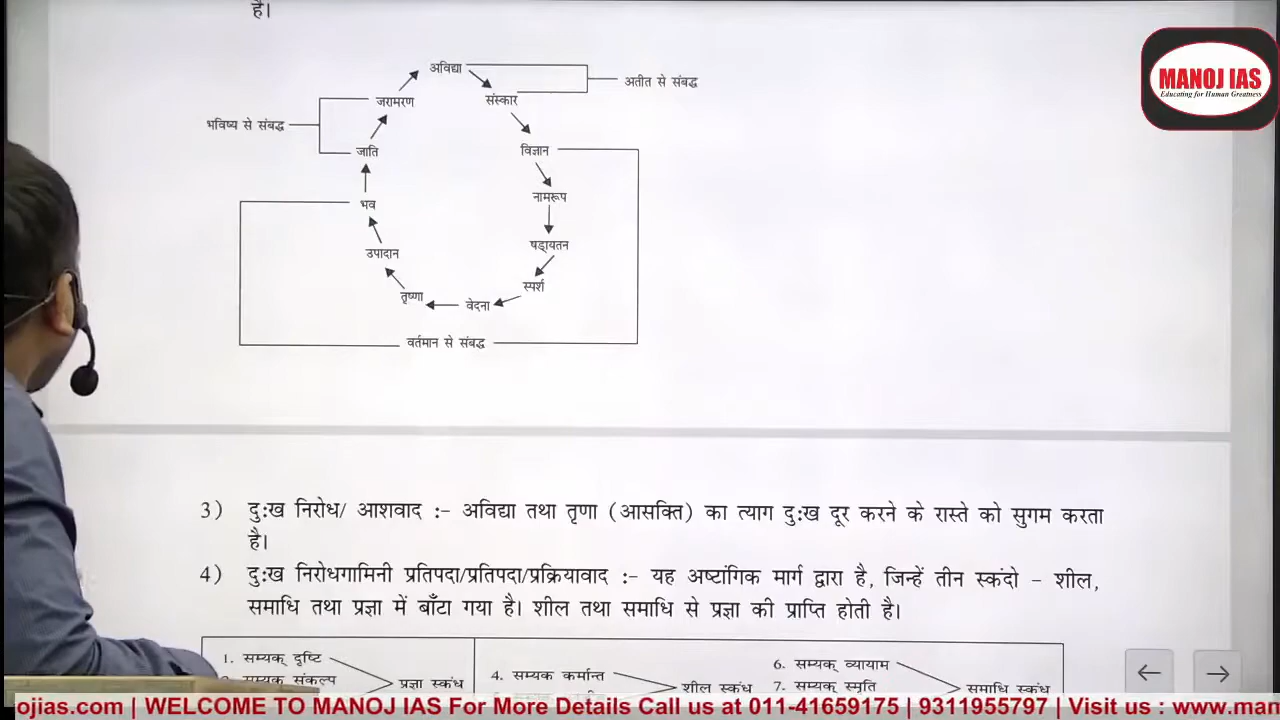 है।
MANOJ IAS
Educating for Human Greatness
अविद्या
अतीत से संबद्ध
जरामरण
संस्कार
भविष्य से संबद्ध
जाति
विज्ञान
नामरूप
भव
षड़ायतन
उपादान
स्पर्श
तृष्णा
वेदना
वर्तमान से संबद्ध
3) दुःख निरोध/ आशवाद :- अविद्या तथा तृणा (आसक्ति) का त्याग दुःख दूर करने के रास्ते को सुगम करता
है।
4) दुःख निरोधगामिनी प्रतिपदा/प्रतिपदा/प्रक्रियावाद :- यह अष्टांगिक मार्ग द्वारा है, जिन्हें तीन स्कंदो - शील,
समाधि तथा प्रज्ञा में बाँटा गया है। शील तथा समाधि से प्रज्ञा की प्राप्ति होती है।
1. सम्यक् दृष्टि
सम्यक् संकल्प
प्रज्ञा स्कंध
4. सम्यक कर्मान्त
शील स्कंध
6. सम्यक् व्यायाम
7. सम्यक् स्मृति
समाधि स्कंध
ojias.com | WELCOME TO MANOJ IAS For More Details Call us at 011-41659175 | 9311955797 | Visit us : www.man